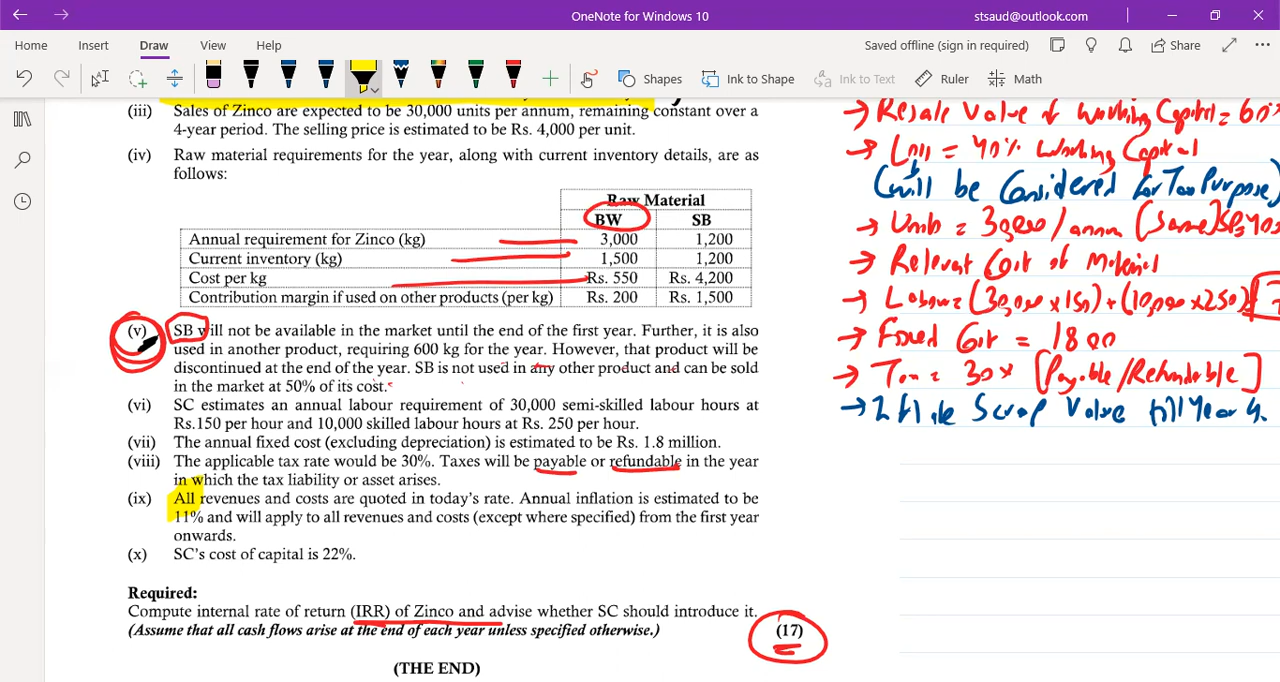 OneNote for Windows 10
stsaud@outlook.com
Home Insert Draw View Help
Saved offline (sign in required)
Share
Shapes
Ink to Shape
Ink to Text
Ruler
Math
(iii) Sales of Zinco are expected to be 30,000 units per annum, remaining constant over a
4-year period. The selling price is estimated to be Rs. 4,000 per unit.
(iv) Raw material requirements for the year, along with current inventory details, are as
follows:
Raw Material
BW SB
Annual requirement for Zinco (kg) 3,000 1,200
Current inventory (kg) 1,500 1,200
Cost per kg Rs. 550 Rs. 4,200
Contribution margin if used on other products (per kg) Rs. 200 Rs. 1,500
(v) SB will not be available in the market until the end of the first year. Further, it is also
used in another product, requiring 600 kg for the year. However, that product will be
discontinued at the end of the year. SB is not used in any other product and can be sold
in the market at 50% of its cost.
(vi) SC estimates an annual labour requirement of 30,000 semi-skilled labour hours at
Rs.150 per hour and 10,000 skilled labour hours at Rs. 250 per hour.
(vii) The annual fixed cost (excluding depreciation) is estimated to be Rs. 1.8 million.
(viii) The applicable tax rate would be 30%. Taxes will be payable or refundable in the year
in which the tax liability or asset arises.
(ix) All revenues and costs are quoted in today's rate. Annual inflation is estimated to be
11% and will apply to all revenues and costs (except where specified) from the first year
onwards.
(x) SC's cost of capital is 22%.
Required:
Compute internal rate of return (IRR) of Zinco and advise whether SC should introduce it.
(Assume that all cash flows arise at the end of each year unless specified otherwise.)
(17)
(THE END)
→ Resale Value of Working Capital = 60%
→ Loss = 40% Working Capital
(will be Considered for Tax Purpose)
→ Units = 30,000/annum (Same)
→ Relevant Cost of Material
→ Labour = (30,000 x 150) + (10,000 x 250)
→ Fixed Cost = 1800
→ Tax = 30% [Payable/Refundable]
→ Inflate Scrap Value till Year 4.